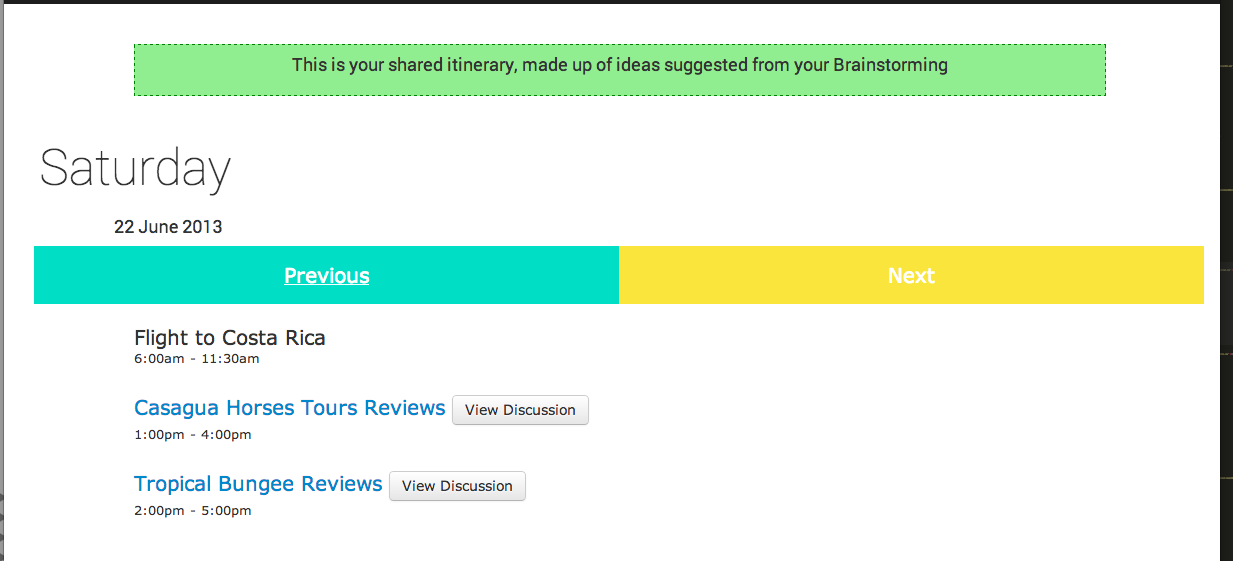 This is your shared itinerary, made up of ideas suggested from your Brainstorming
Saturday
22 June 2013
Previous
Next
Flight to Costa Rica
6:00am - 11:30am
Casagua Horses Tours Reviews
View Discussion
1:00pm - 4:00pm
Tropical Bungee Reviews
View Discussion
2:00pm - 5:00pm